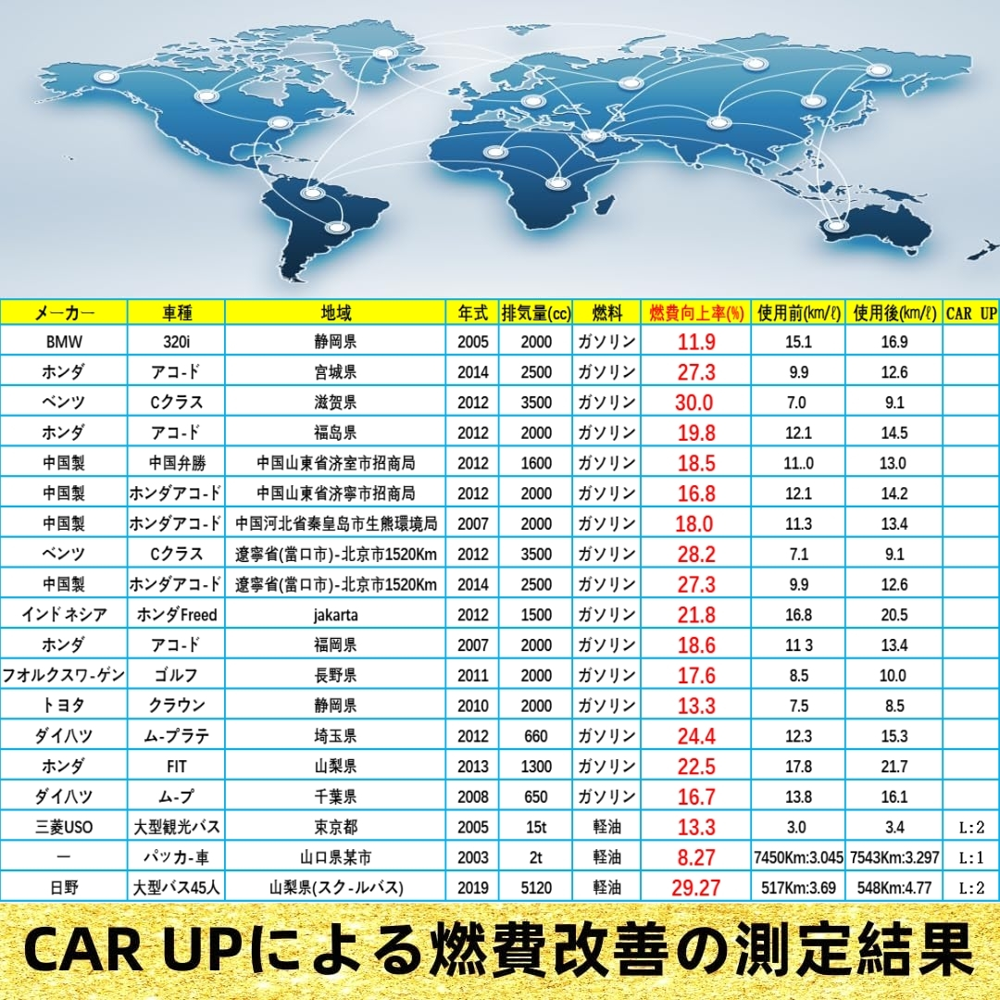 メーカー 車種 地域 年式 排気量(cc) 燃料 燃費向上率(%) 使用前(㎞/ℓ) 使用後(㎞/ℓ) CAR UP
BMW 320i 静岡県 2005 2000 ガソリン 11.9 15.1 16.9
ホンダ アコ-ド 宮城県 2014 2500 ガソリン 27.3 9.9 12.6
ベンツ Cクラス 滋賀県 2012 3500 ガソリン 30.0 7.0 9.1
ホンダ アコ-ド 福島県 2012 2000 ガソリン 19.8 12.1 14.5
中国製 中国弁勝 中国山東省済室市招商局 2012 1600 ガソリン 18.5 11..0 13.0
中国製 ホンダアコ-ド 中国山東省済寧市招商局 2012 2000 ガソリン 16.8 12.1 14.2
中国製 ホンダアコ-ド 中国河北省秦皇島市生熊環境局 2007 2000 ガソリン 18.0 11.3 13.4
ベンツ Cクラス 遼寧省(當口市)-北京市1520Km 2012 3500 ガソリン 28.2 7.1 9.1
中国製 ホンダアコ-ド 遼寧省(當口市)-北京市1520Km 2014 2500 ガソリン 27.3 9.9 12.6
インドネシア ホンダFreed jakarta 2012 1500 ガソリン 21.8 16.8 20.5
ホンダ アコ-ド 福岡県 2007 2000 ガソリン 18.6 11 3 13.4
フオルクスワ-ゲン ゴルフ 長野県 2011 2000 ガソリン 17.6 8.5 10.0
トヨタ クラウン 静岡県 2010 2000 ガソリン 13.3 7.5 8.5
ダイハツ ム-プラテ 埼玉県 2012 660 ガソリン 24.4 12.3 15.3
ホンダ FIT 山梨県 2013 1300 ガソリン 22.5 17.8 21.7
ダイハツ ム-プ 千葉県 2008 650 ガソリン 16.7 13.8 16.1
三菱USO 大型観光バス 東京都 2005 15t 軽油 13.3 3.0 3.4 L:2
ー パッカ-車 山口県某市 2003 2t 軽油 8.27 7450Km:3.045 7543Km:3.297 L:1
日野 大型バス45人 山梨県(スク-ルバス) 2019 5120 軽油 29.27 517Km:3.69 548Km:4.77 L:2
CAR UPによる燃費改善の測定結果